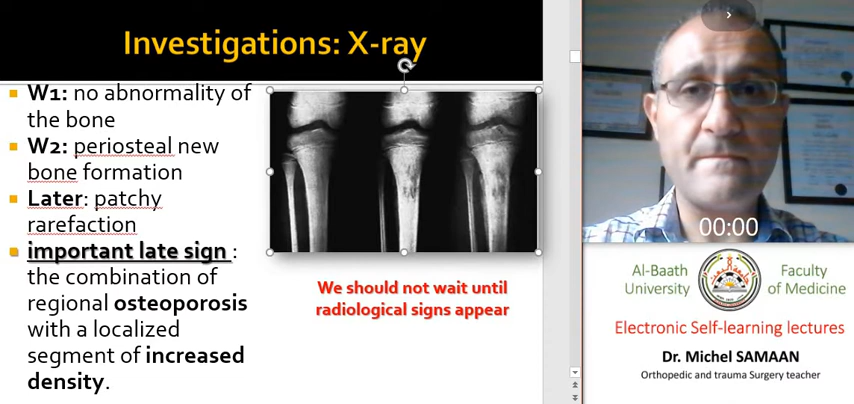 Investigations: X-ray
W1: no abnormality of
the bone
W2: periosteal new
bone formation
Later: patchy
rarefaction
important late sign :
the combination of
regional osteoporosis
with a localized
segment of increased
density.
We should not wait until
radiological signs appear
00:00
Al-Baath
University
Faculty
of Medicine
Electronic Self-learning lectures
Dr. Michel SAMAAN
Orthopedic and trauma Surgery teacher